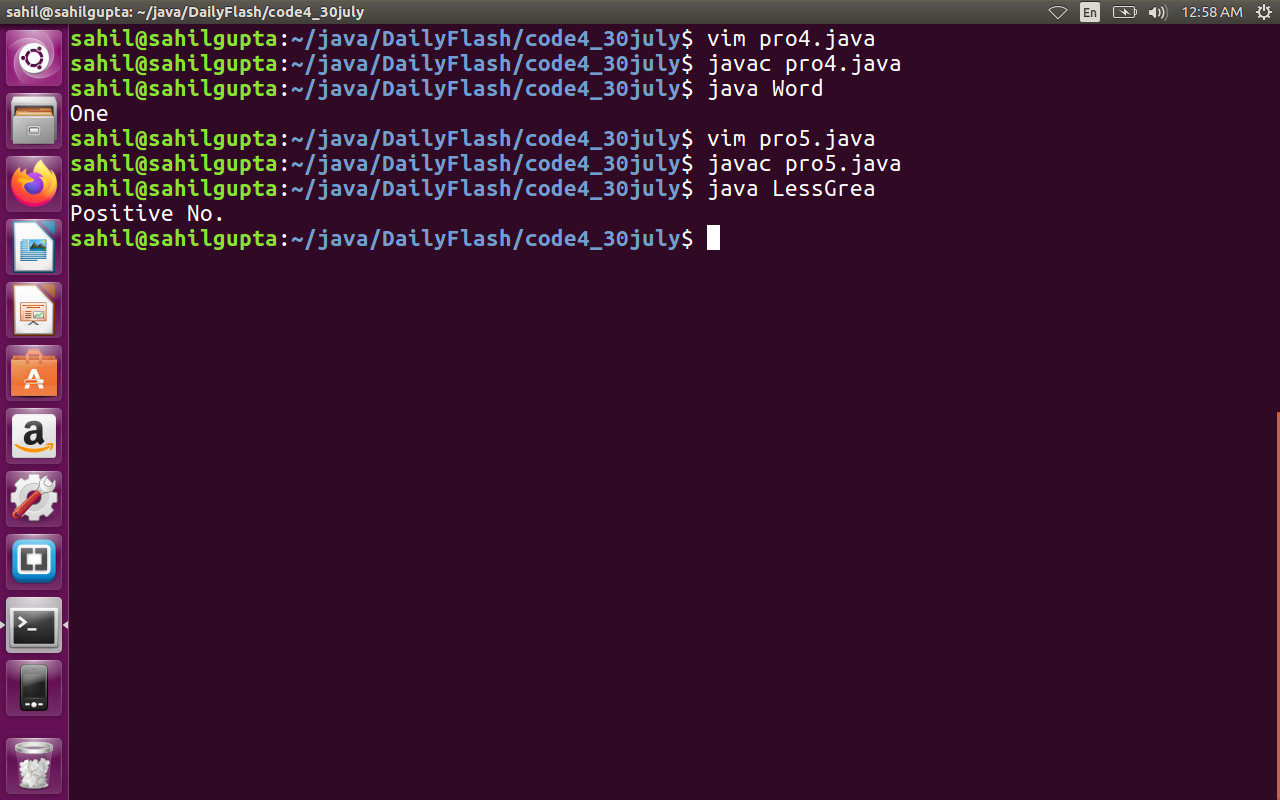 sahil@sahilgupta: ~/java/DailyFlash/code4_30july En 12:58 AM
sahil@sahilgupta:~/java/DailyFlash/code4_30july$ vim pro4.java
sahil@sahilgupta:~/java/DailyFlash/code4_30july$ javac pro4.java
sahil@sahilgupta:~/java/DailyFlash/code4_30july$ java Word
One
sahil@sahilgupta:~/java/DailyFlash/code4_30july$ vim pro5.java
sahil@sahilgupta:~/java/DailyFlash/code4_30july$ javac pro5.java
sahil@sahilgupta:~/java/DailyFlash/code4_30july$ java LessGrea
Positive No.
sahil@sahilgupta:~/java/DailyFlash/code4_30july$